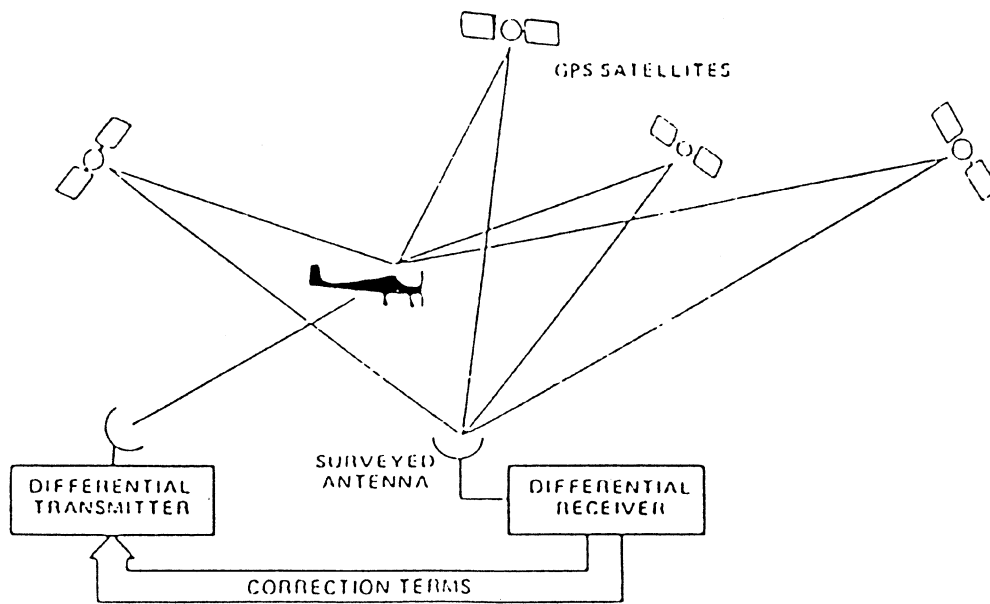 GPS SATELLITES
SURVEYED
ANTENNA
DIFFERENTIAL
TRANSMITTER
DIFFERENTIAL
RECEIVER
CORRECTION TERMS